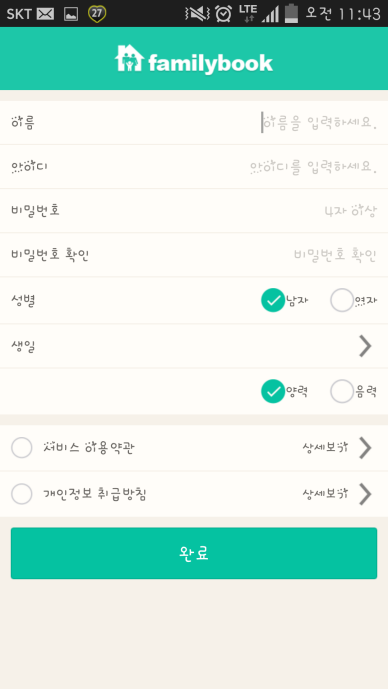 SKT 27 LTE 오전 11:43
familybook
이름 이름을 입력하세요.
아이디 아이디를 입력하세요.
비밀번호 4자 이상
비밀번호 확인 비밀번호 확인
성별 남자 여자
생일
양력 음력
서비스 이용약관 상세보기
개인정보 취급방침 상세보기
완료